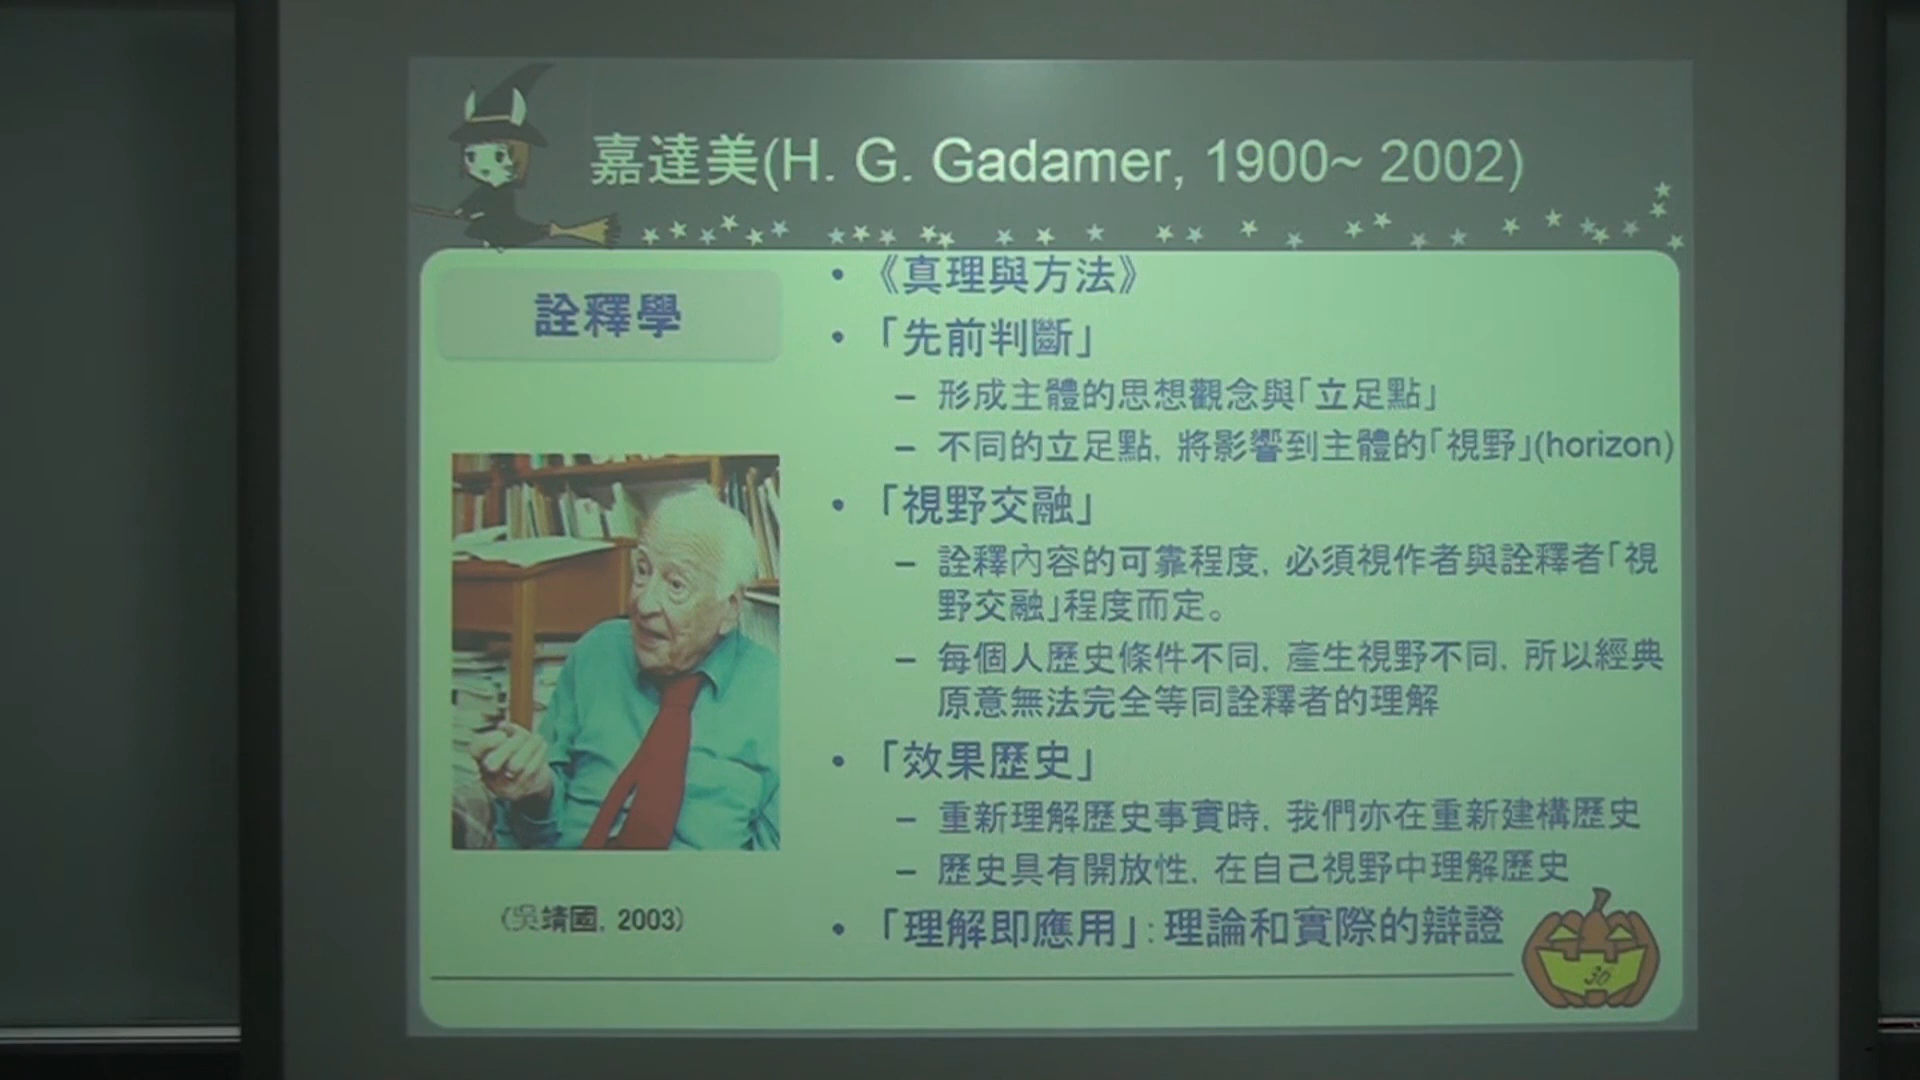 嘉達美(H. G. Gadamer, 1900~ 2002)
詮釋學
•《真理與方法》
•「先前判斷」
– 形成主體的思想觀念與「立足點」
– 不同的立足點, 將影響到主體的「視野」(horizon)
•「視野交融」
– 詮釋內容的可靠程度, 必須視作者與詮釋者「視
野交融」程度而定。
– 每個人歷史條件不同, 產生視野不同, 所以經典
原意無法完全等同詮釋者的理解
•「效果歷史」
– 重新理解歷史事實時, 我們亦在重新建構歷史
– 歷史具有開放性, 在自己視野中理解歷史
•「理解即應用」: 理論和實際的辯證
(吳靖國, 2003)
36